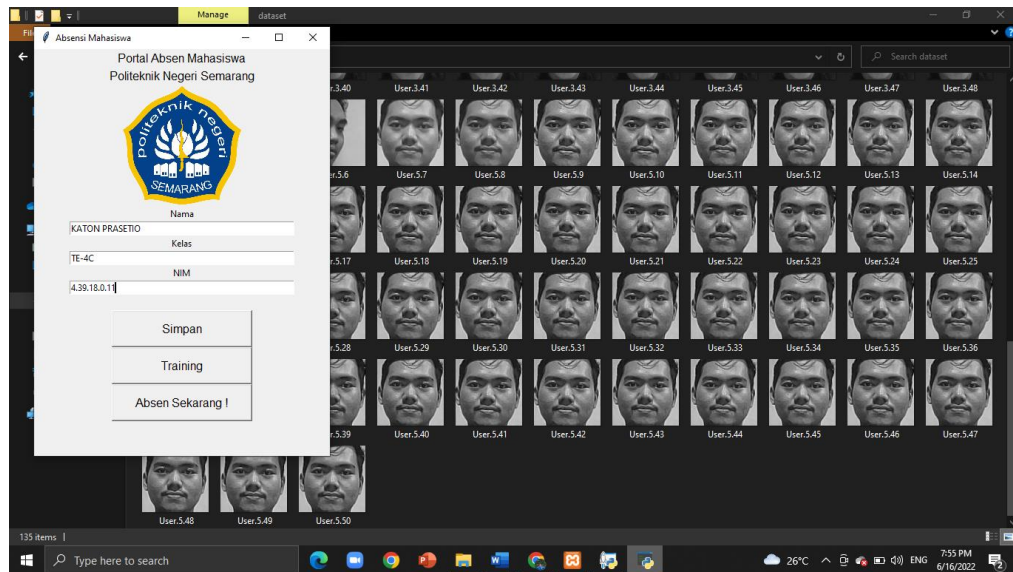 Manage
dataset
Fil
Absensi Mahasiswa
Portal Absen Mahasiswa
Politeknik Negeri Semarang
politeknik negeri
SEMARANG
Nama
KATON PRASETIO
Kelas
TE-4C
NIM
4.39.18.0.11
Simpan
Training
Absen Sekarang !
Search dataset
r.3.40 User.3.41 User.3.42 User.3.43 User.3.44 User.3.45 User.3.46 User.3.47 User.3.48
r.5.6 User.5.7 User.5.8 User.5.9 User.5.10 User.5.11 User.5.12 User.5.13 User.5.14
r.5.17 User.5.18 User.5.19 User.5.20 User.5.21 User.5.22 User.5.23 User.5.24 User.5.25
r.5.28 User.5.29 User.5.30 User.5.31 User.5.32 User.5.33 User.5.34 User.5.35 User.5.36
r.5.39 User.5.40 User.5.41 User.5.42 User.5.43 User.5.44 User.5.45 User.5.46 User.5.47
User.5.48 User.5.49 User.5.50
135 items
Type here to search
26°C
ENG
7:55 PM
6/16/2022